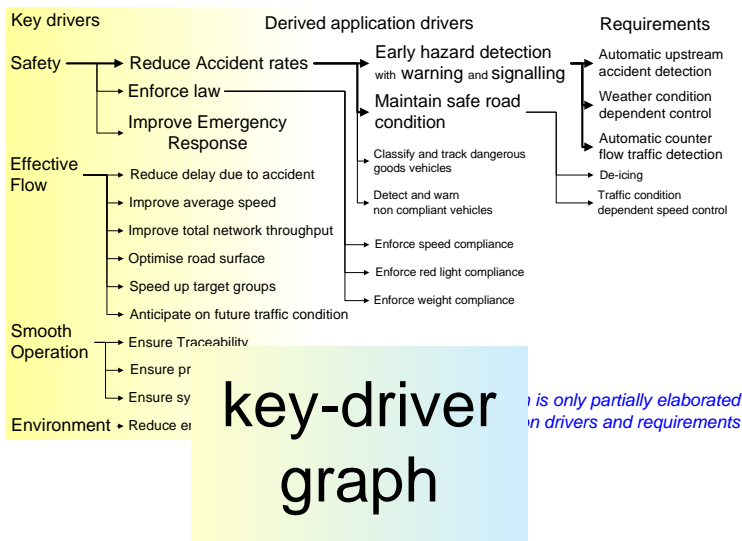 Key drivers
Derived application drivers
Requirements
Safety
Reduce Accident rates
Enforce law
Improve Emergency
Response
Early hazard detection
with warning and signalling
Maintain safe road
condition
Classify and track dangerous
goods vehicles
Detect and warn
non compliant vehicles
Enforce speed compliance
Enforce red light compliance
Enforce weight compliance
Automatic upstream
accident detection
Weather condition
dependent control
Automatic counter
flow traffic detection
De-icing
Traffic condition
dependent speed control
Effective
Flow
Reduce delay due to accident
Improve average speed
Improve total network throughput
Optimise road surface
Speed up target groups
Anticipate on future traffic condition
Smooth
Operation
Ensure Traceability
Ensure
Ensure
Environment
Reduce
is only partially elaborated
drivers and requirements
key-driver
graph